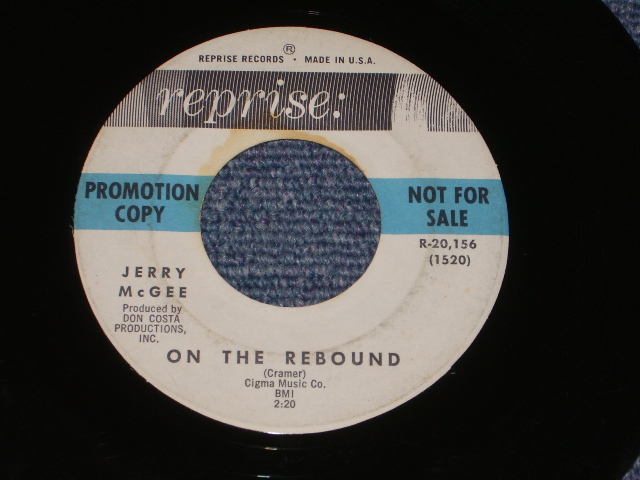 ®
REPRISE RECORDS • MADE IN U.S.A.
reprise:
PROMOTION
COPY
NOT FOR
SALE
R-20,156
(1520)
JERRY
McGEE
Produced by
DON COSTA
PRODUCTIONS,
INC.
ON THE REBOUND
(Cramer)
Cigma Music Co.
BMI
2:20